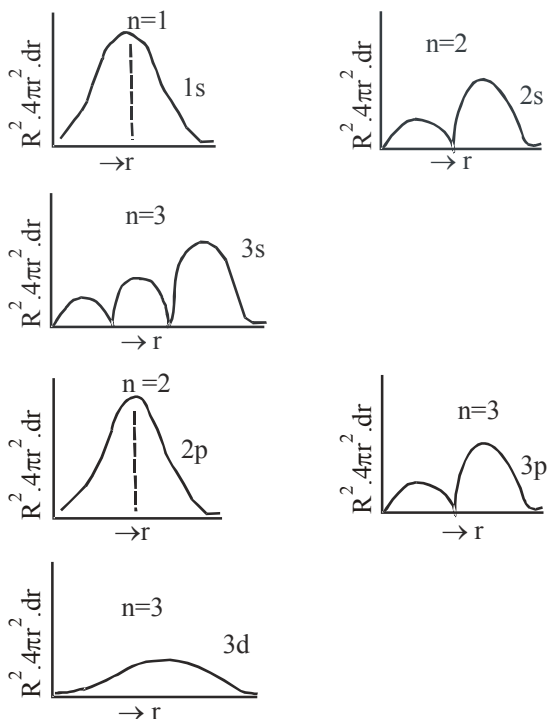 n=1
R².4πr².dr
1s
→r
n=2
R².4πr².dr
2s
→ r
n=3
R².4πr².dr
3s
→ r
n =2
R².4πr².dr
2p
→r
n=3
R².4πr².dr
3p
→ r
n=3
R².4πr².dr
3d
→ r